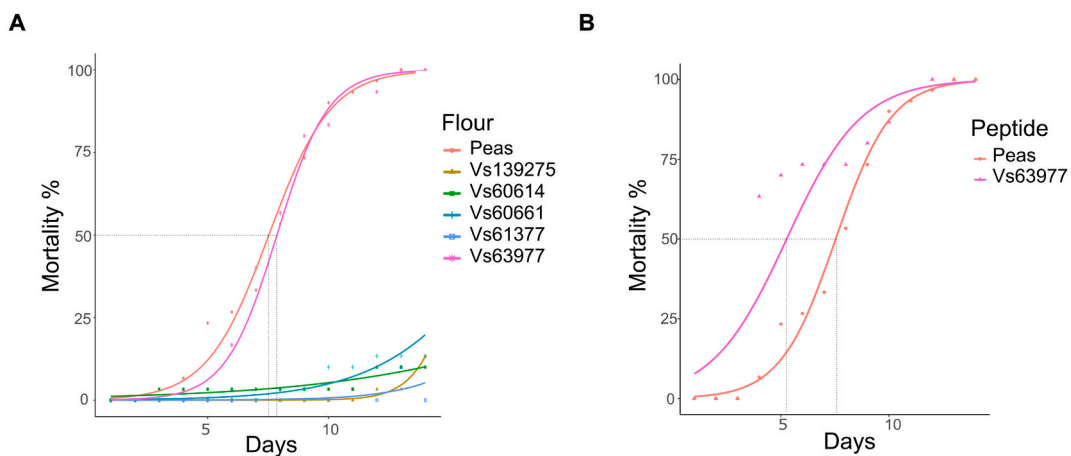 A
B
100
75
50
25
0
5
10
Mortality %
Days
Flour
Peas
Vs139275
Vs60614
Vs60661
Vs61377
Vs63977
100
75
50
25
0
5
10
Mortality %
Days
Peptide
Peas
Vs63977